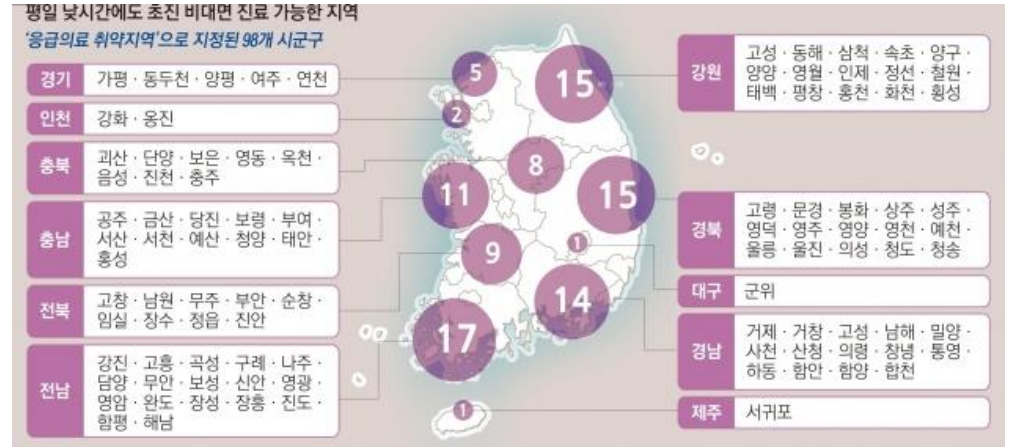 평일 낮시간에도 초진 비대면 진료 가능한 지역
'응급의료 취약지역'으로 지정된 98개 시군구
경기
가평 · 동두천 · 양평 · 여주 · 연천
인천
강화 · 옹진
충북
괴산 · 단양 · 보은 · 영동 · 옥천 ·
음성 · 진천 · 충주
충남
공주 · 금산 · 당진 · 보령 · 부여 ·
서산 · 서천 · 예산 · 청양 · 태안 ·
홍성
전북
고창 · 남원 · 무주 · 부안 · 순창 ·
임실 · 장수 · 정읍 · 진안
전남
강진 · 고흥 · 곡성 · 구례 · 나주 ·
담양 · 무안 · 보성 · 신안 · 영광 ·
영암 · 완도 · 장성 · 장흥 · 진도 ·
함평 · 해남
5
15
2
8
11
15
9
1
14
17
1
강원
고성 · 동해 · 삼척 · 속초 · 양구 ·
양양 · 영월 · 인제 · 정선 · 철원 ·
태백 · 평창 · 홍천 · 화천 · 횡성
경북
고령 · 문경 · 봉화 · 상주 · 성주 ·
영덕 · 영주 · 영양 · 영천 · 예천 ·
울릉 · 울진 · 의성 · 청도 · 청송
대구
군위
경남
거제 · 거창 · 고성 · 남해 · 밀양 ·
사천 · 산청 · 의령 · 창녕 · 통영 ·
하동 · 함안 · 함양 · 합천
제주
서귀포